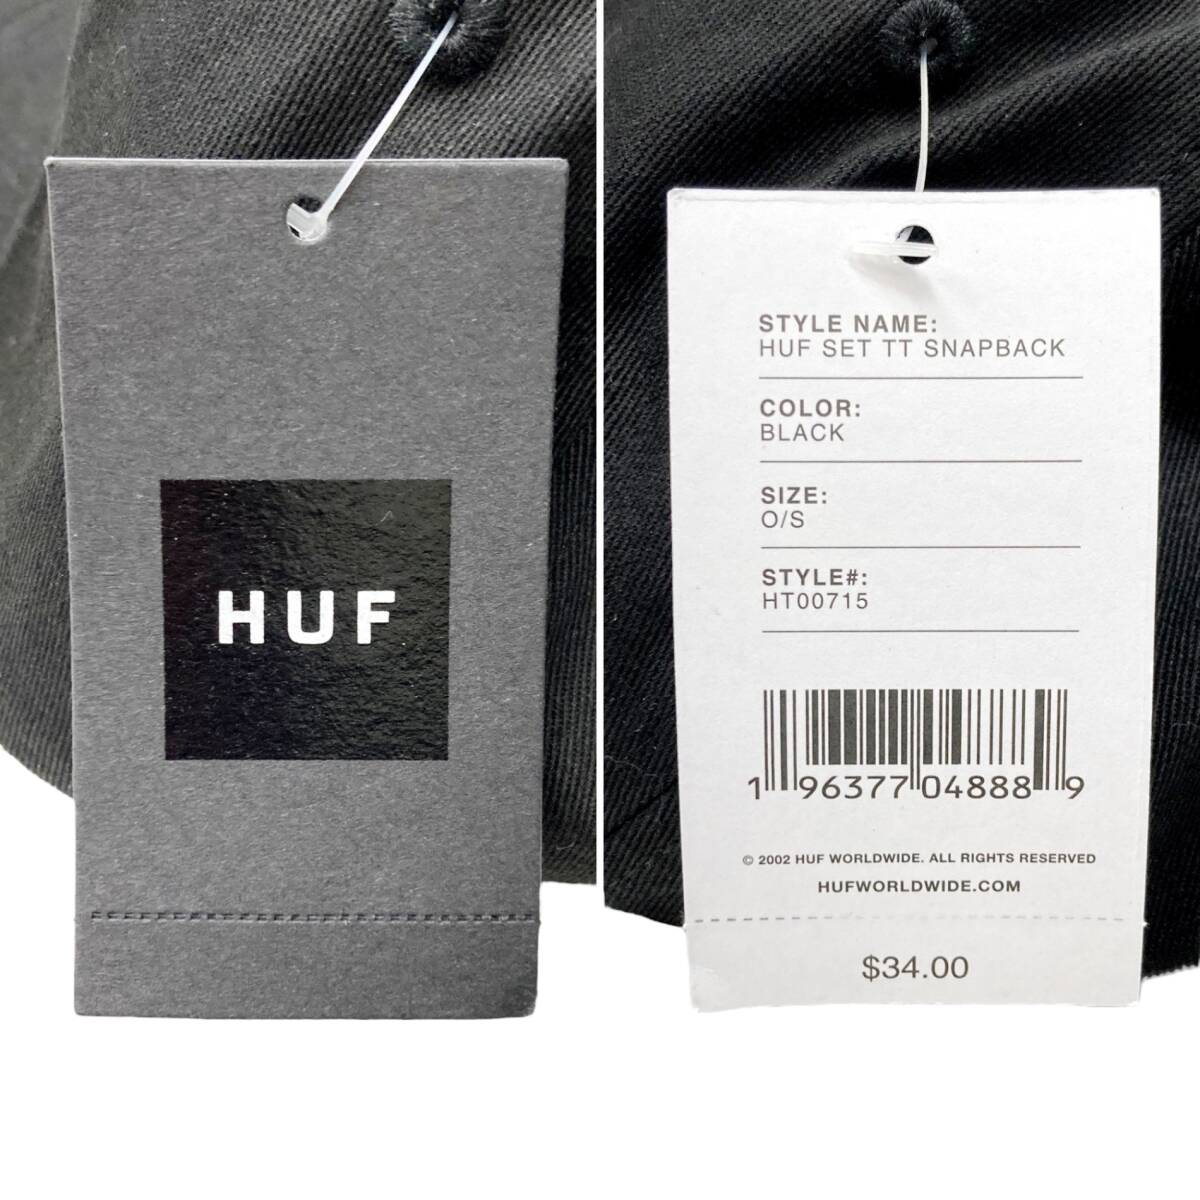 HUF
STYLE NAME:
HUF SET TT SNAPBACK
COLOR:
BLACK
SIZE:
O/S
STYLE#:
HT00715
1 96377 04888 9
© 2002 HUF WORLDWIDE. ALL RIGHTS RESERVED
HUFWORLDWIDE.COM
$34.00